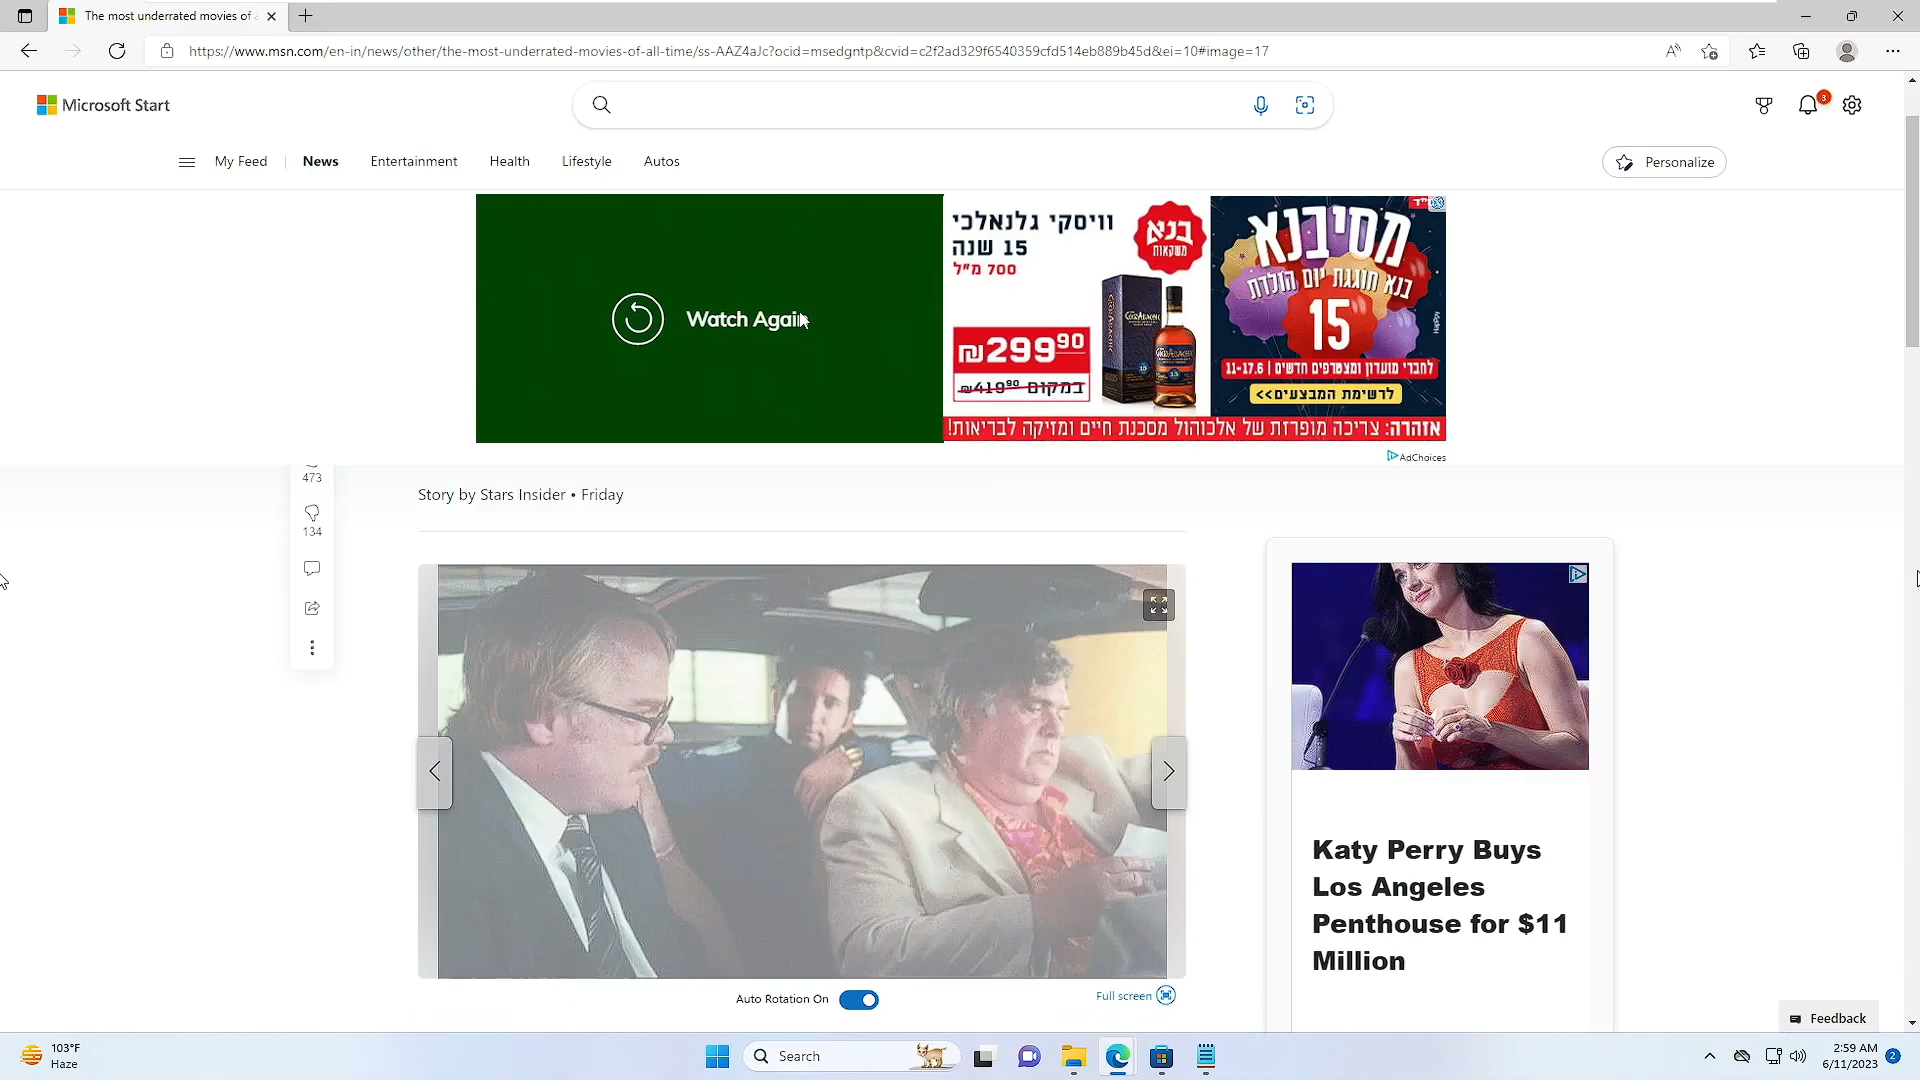 The most underrated movies of a
https://www.msn.com/en-in/news/other/the-most-underrated-movies-of-all-time/ss-AAZ4aJc?ocid=msedgntp&cvid=c2f2ad329f6540359cfd514eb889b45d&ei=10#image=17
Microsoft Start
3
My Feed
News
Entertainment
Health
Lifestyle
Autos
Personalize
Watch Again
וויסקי גלנאלכי
15 שנה
700 מ"ל
בנא
משקאות
₪299⁹⁰
במקום ₪419⁹⁰
מסיבנא
בנא חוגגת יום הולדת
15
לחברי מועדון ומצטרפים חדשים | 11-17.6
לרשימת המבצעים>>
אזהרה: צריכה מופרזת של אלכוהול מסכנת חיים ומזיקה לבריאות!
AdChoices
473
134
Story by Stars Insider • Friday
Katy Perry Buys
Los Angeles
Penthouse for $11
Million
Auto Rotation On
Full screen
Feedback
103°F
Haze
Search
2:59 AM
6/11/2023
2